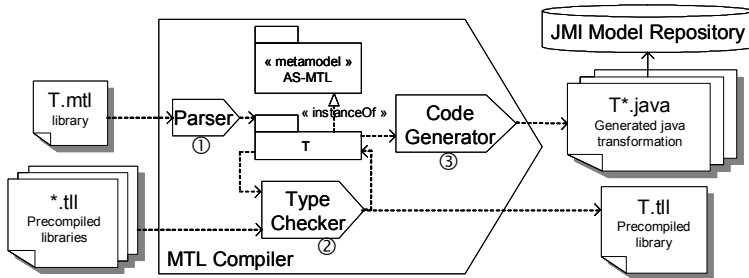 JMI Model Repository
« metamodel »
AS-MTL
T.mtl
library
« instanceOf »
Parser
①
T
Code
Generator
③
T*.java
Generated java
transformation
*.tll
Precompiled
libraries
Type
Checker
②
T.tll
Precompiled
library
MTL Compiler